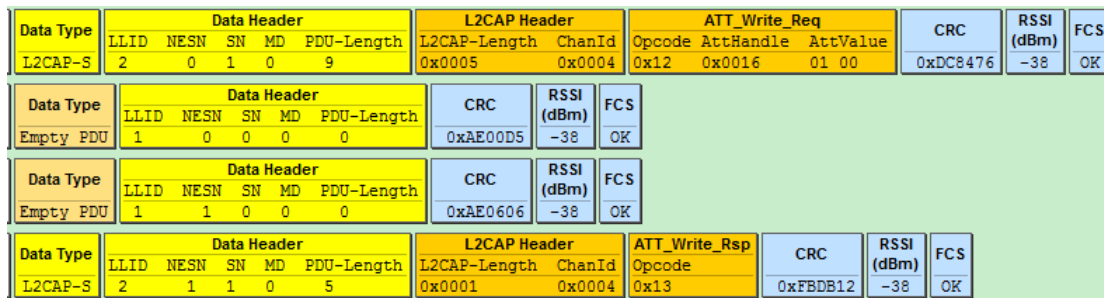 Data Type Data Header L2CAP Header ATT_Write_Req CRC RSSI (dBm) FCS
LLID NESN SN MD PDU-Length L2CAP-Length ChanId Opcode AttHandle AttValue
L2CAP-S 2 0 1 0 9 0x0005 0x0004 0x12 0x0016 01 00 0xDC8476 -38 OK
Data Type Data Header CRC RSSI (dBm) FCS
LLID NESN SN MD PDU-Length
Empty PDU 1 0 0 0 0 0xAE00D5 -38 OK
Data Type Data Header CRC RSSI (dBm) FCS
LLID NESN SN MD PDU-Length
Empty PDU 1 1 0 0 0 0xAE0606 -38 OK
Data Type Data Header L2CAP Header ATT_Write_Rsp CRC RSSI (dBm) FCS
LLID NESN SN MD PDU-Length L2CAP-Length ChanId Opcode
L2CAP-S 2 1 1 0 5 0x0001 0x0004 0x13 0xFBDB12 -38 OK